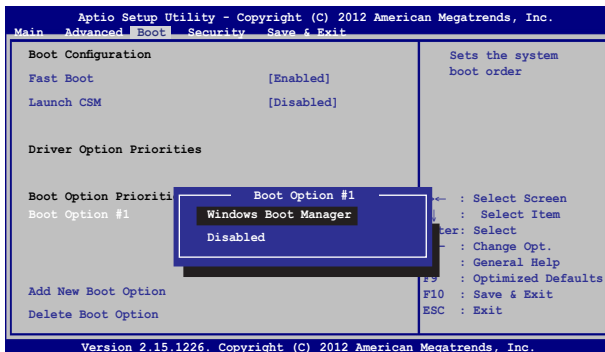 Aptio Setup Utility - Copyright (C) 2012 American Megatrends, Inc.
Main Advanced Boot Security Save & Exit
Boot Configuration
Fast Boot [Enabled]
Launch CSM [Disabled]
Driver Option Priorities
Boot Option Prioriti
Boot Option #1
Boot Option #1
Windows Boot Manager
Disabled
Add New Boot Option
Delete Boot Option
Sets the system
boot order
→← : Select Screen
: Select Item
ter: Select
— : Change Opt.
: General Help
F9 : Optimized Defaults
F10 : Save & Exit
ESC : Exit
Version 2.15.1226. Copyright (C) 2012 American Megatrends, Inc.